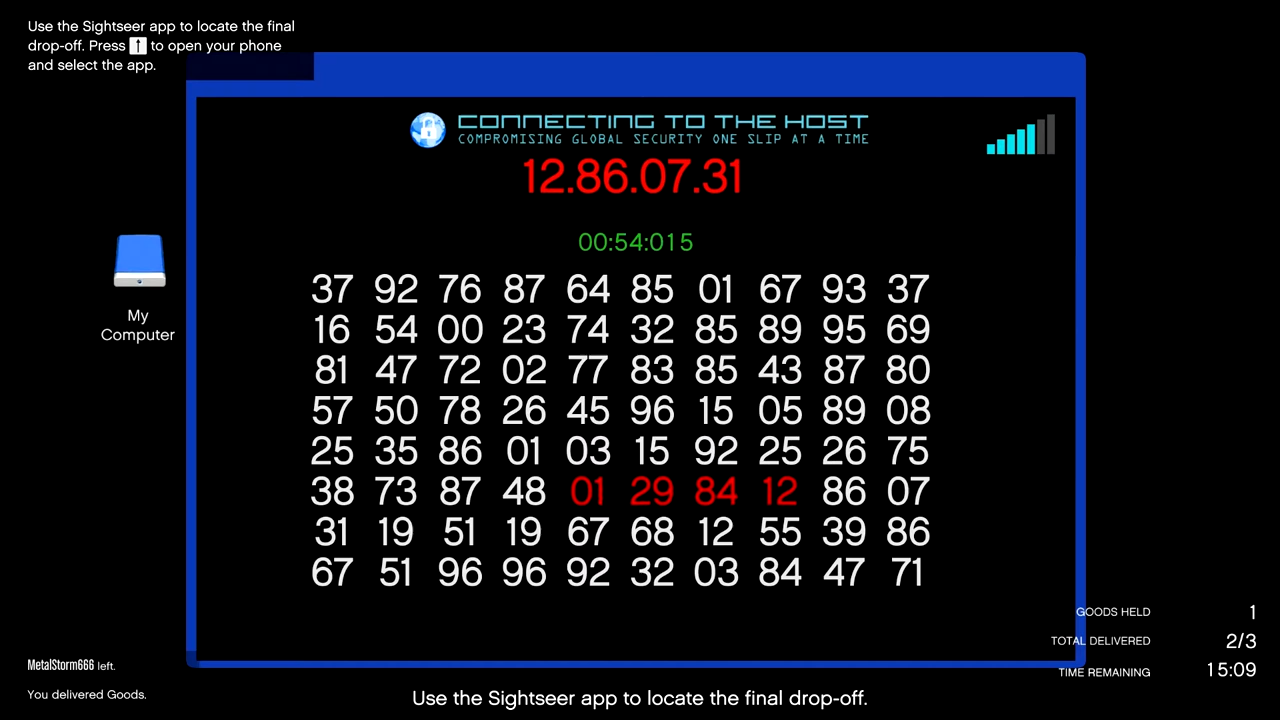 Use the Sightseer app to locate the final
drop-off. Press ↑ to open your phone
and select the app.
CONNECTING TO THE HOST
COMPROMISING GLOBAL SECURITY ONE SLIP AT A TIME
12.86.07.31
00:54:015
37 92 76 87 64 85 01 67 93 37
16 54 00 23 74 32 85 89 95 69
81 47 72 02 77 83 85 43 87 80
57 50 78 26 45 96 15 05 89 08
25 35 86 01 03 15 92 25 26 75
38 73 87 48 01 29 84 12 86 07
31 19 51 19 67 68 12 55 39 86
67 51 96 96 92 32 03 84 47 71
My
Computer
GOODS HELD 1
TOTAL DELIVERED 2/3
TIME REMAINING 15:09
MetalStorm666 left.
You delivered Goods.
Use the Sightseer app to locate the final drop-off.